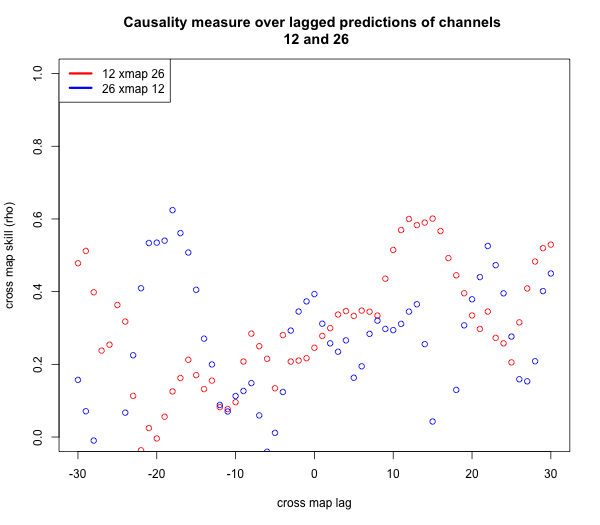 Causality measure over lagged predictions of channels
12 and 26
12 xmap 26
26 xmap 12
cross map skill (rho)
1.0
0.8
0.6
0.4
0.2
0.0
-30 -20 -10 0 10 20 30
cross map lag